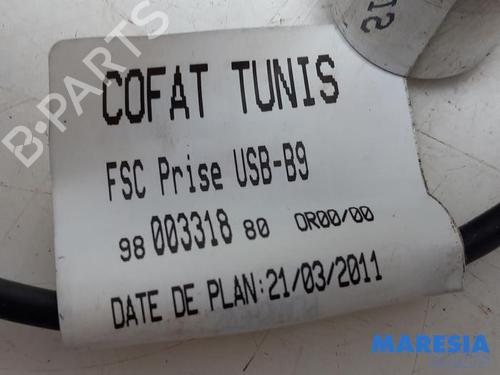 COFAT TUNIS
FSC Prise USB-B9
98 003318 80 OR00/00
DATE DE PLAN:21/03/2011
B-PARTS
MARESIA